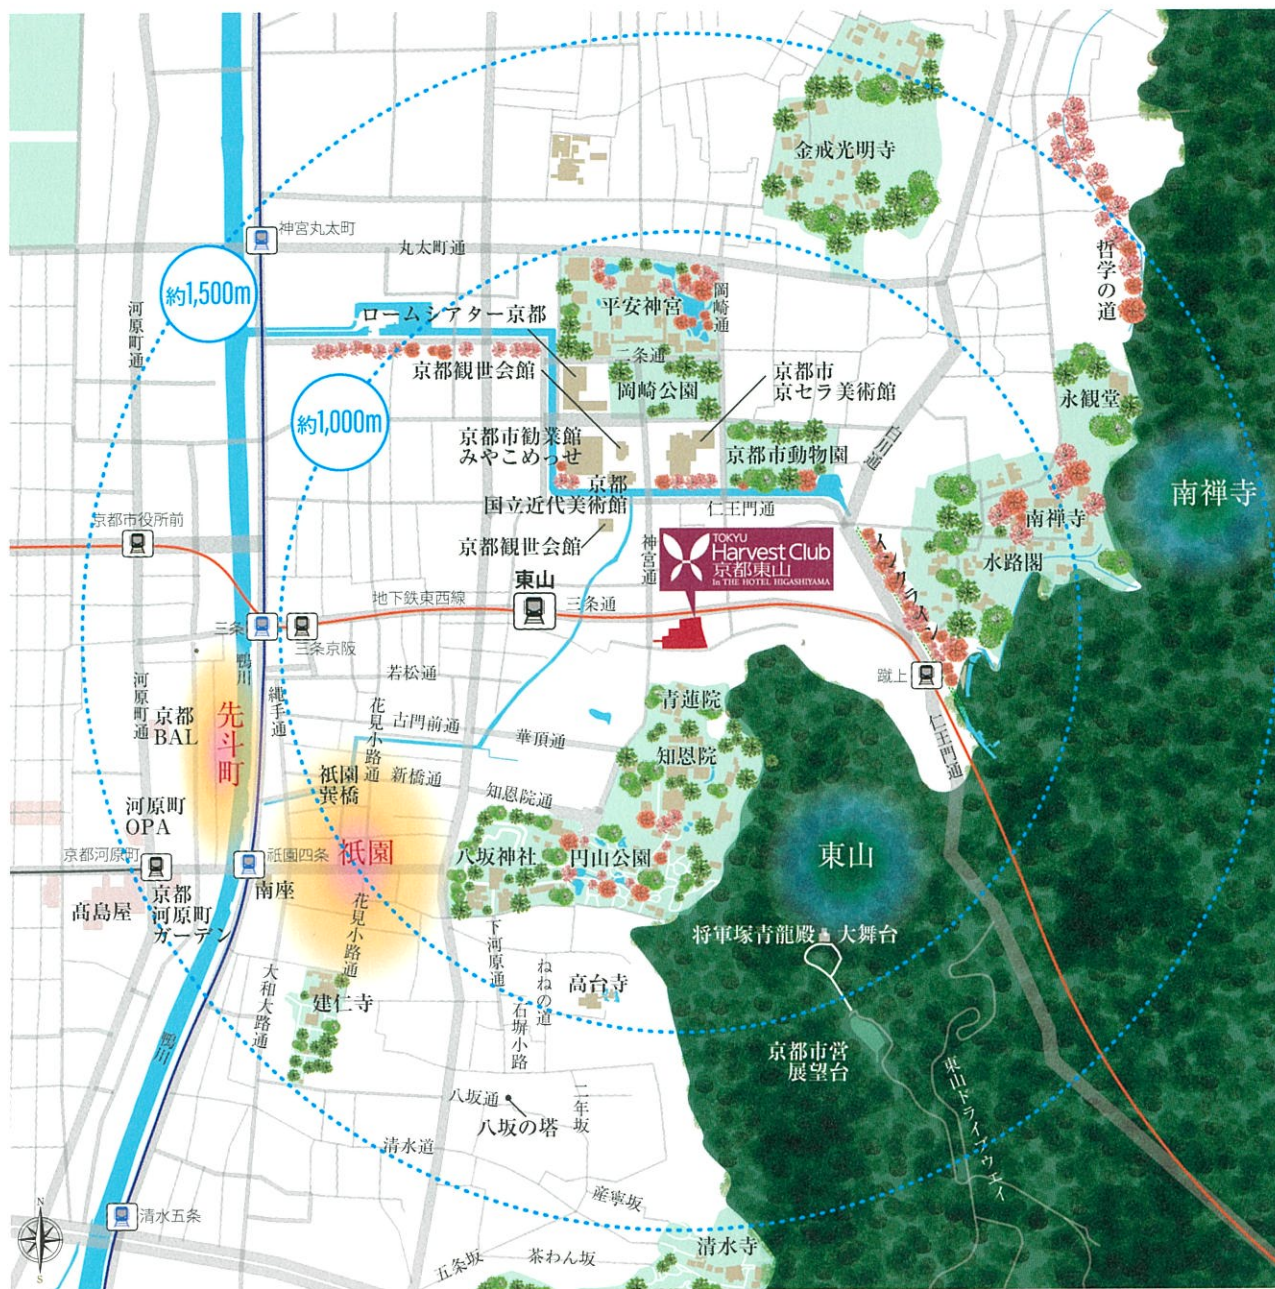 金戒光明寺
神宮丸太町
丸太町通
哲学の道
約1,500m
河原町通
平安神宮
岡崎通
ロームシアター京都
二条通
京都観世会館
岡崎公園
京都市
京セラ美術館
永観堂
約1,000m
京都市勧業館
みやこめっせ
京都市動物園
白川通
京都
国立近代美術館
仁王門通
南禅寺
南禅寺
京都市役所前
京都観世会館
神宮通
TOKYU
Harvest Club
京都東山
In THE HOTEL HIGASHIYAMA
インクライン
水路閣
東山
地下鉄東西線
三条通
三条
三条京阪
鴨川
縄手通
若松通
蹴上
河原町通
京都
BAL
先斗町
花見小路通
古門前通
華頂通
青蓮院
知恩院
仁王門通
祇園
巽橋
新橋通
知恩院通
河原町
OPA
京都河原町
祇園四条
祇園
八坂神社
円山公園
東山
髙島屋
京都
河原町
ガーデン
南座
花見小路通
下河原通
将軍塚青龍殿
大舞台
大和大路通
建仁寺
ねねの道
石塀小路
高台寺
鴨川
京都市営
展望台
東山ドライブウェイ
八坂通
八坂の塔
二年坂
清水道
産寧坂
清水五条
清水寺
五条坂
茶わん坂
N
S